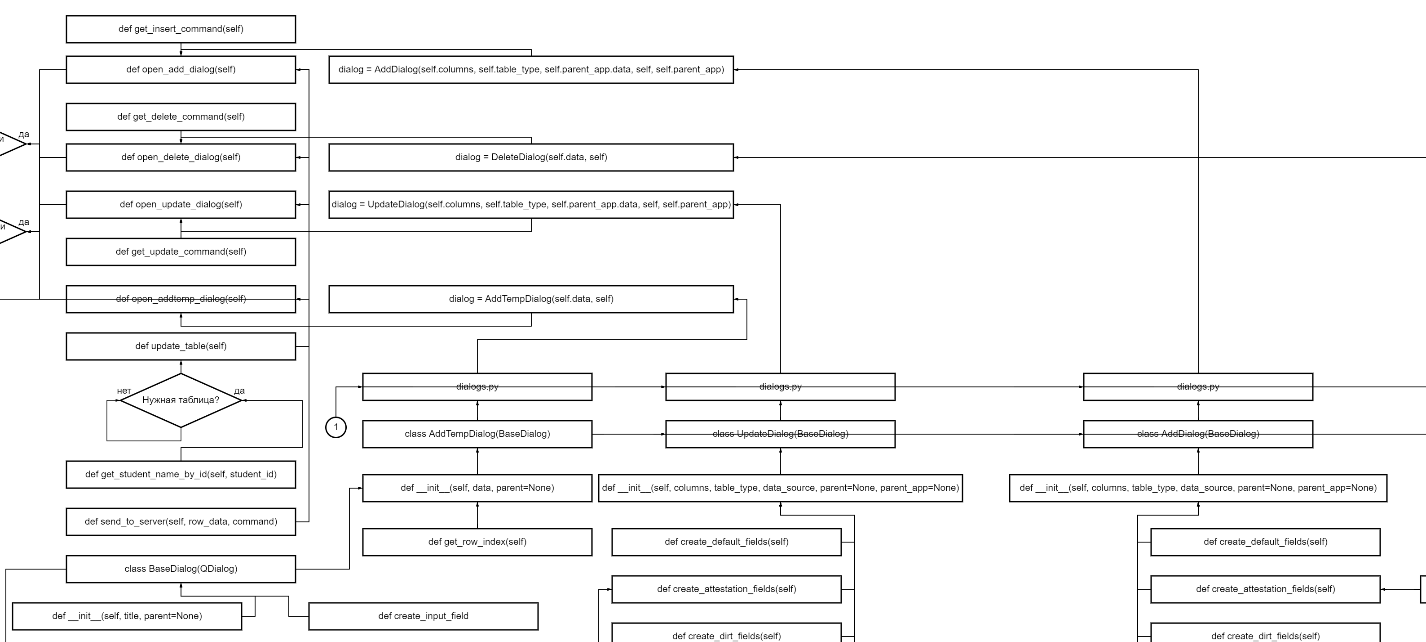 def get_insert_command(self)
def open_add_dialog(self)
dialog = AddDialog(self.columns, self.table_type, self.parent_app.data, self, self.parent_app)
def get_delete_command(self)
и
да
def open_delete_dialog(self)
dialog = DeleteDialog(self.data, self)
def open_update_dialog(self)
dialog = UpdateDialog(self.columns, self.table_type, self.parent_app.data, self, self.parent_app)
и
да
def get_update_command(self)
def open_addtemp_dialog(self)
dialog = AddTempDialog(self.data, self)
def update_table(self)
нет
да
Нужная таблица?
dialogs.py
dialogs.py
dialogs.py
1
class AddTempDialog(BaseDialog)
class UpdateDialog(BaseDialog)
class AddDialog(BaseDialog)
def get_student_name_by_id(self, student_id)
def __init__(self, data, parent=None)
def __init__(self, columns, table_type, data_source, parent=None, parent_app=None)
def __init__(self, columns, table_type, data_source, parent=None, parent_app=None)
def send_to_server(self, row_data, command)
def get_row_index(self)
def create_default_fields(self)
def create_default_fields(self)
class BaseDialog(QDialog)
def create_attestation_fields(self)
def create_attestation_fields(self)
def __init__(self, title, parent=None)
def create_input_field
def create_dirt_fields(self)
def create_dirt_fields(self)